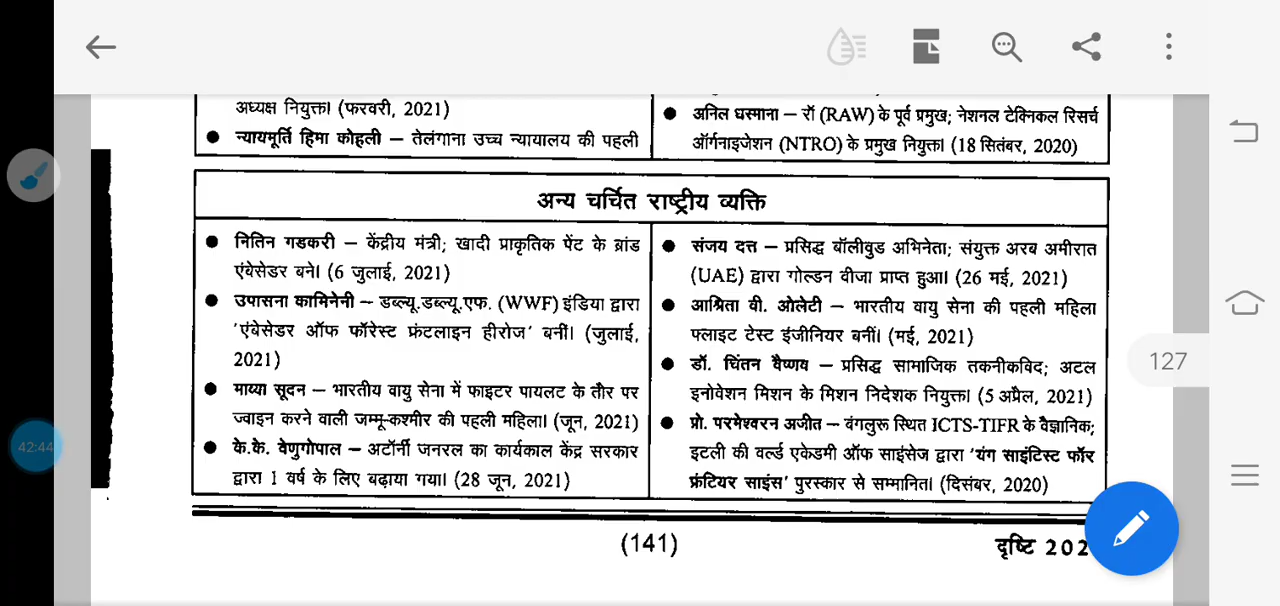 अध्यक्ष नियुक्त। (फरवरी, 2021)
● न्यायमूर्ति हिमा कोहली – तेलंगाना उच्च न्यायालय की पहली
● अनिल धस्माना – रॉ (RAW) के पूर्व प्रमुख; नेशनल टेक्निकल रिसर्च
ऑर्गनाइजेशन (NTRO) के प्रमुख नियुक्त। (18 सितंबर, 2020)
अन्य चर्चित राष्ट्रीय व्यक्ति
● नितिन गडकरी – केंद्रीय मंत्री; खादी प्राकृतिक पेंट के ब्रांड
एंबेसेडर बने। (6 जुलाई, 2021)
● उपासना कामिनेनी – डब्ल्यू.डब्ल्यू.एफ. (WWF) इंडिया द्वारा
'एंबेसेडर ऑफ फॉरेस्ट फ्रंटलाइन हीरोज' बनीं। (जुलाई,
2021)
● माव्या सूदन – भारतीय वायु सेना में फाइटर पायलट के तौर पर
ज्वाइन करने वाली जम्मू-कश्मीर की पहली महिला। (जून, 2021)
● के.के. वेणुगोपाल – अटॉर्नी जनरल का कार्यकाल केंद्र सरकार
द्वारा 1 वर्ष के लिए बढ़ाया गया। (28 जून, 2021)
● संजय दत्त – प्रसिद्ध बॉलीवुड अभिनेता; संयुक्त अरब अमीरात
(UAE) द्वारा गोल्डन वीजा प्राप्त हुआ। (26 मई, 2021)
● आश्रिता वी. ओलेटी – भारतीय वायु सेना की पहली महिला
फ्लाइट टेस्ट इंजीनियर बनीं। (मई, 2021)
● डॉ. चिंतन वैष्णव – प्रसिद्ध सामाजिक तकनीकविद; अटल
इनोवेशन मिशन के मिशन निदेशक नियुक्त। (5 अप्रैल, 2021)
● प्रो. परमेश्वरन अजीत – बंगलुरू स्थित ICTS-TIFR के वैज्ञानिक;
इटली की वर्ल्ड एकेडमी ऑफ साइंसेज द्वारा 'यंग साइंटिस्ट फॉर
फ्रंटियर साइंस' पुरस्कार से सम्मानित। (दिसंबर, 2020)
127
42:44
(141)
दृष्टि 202